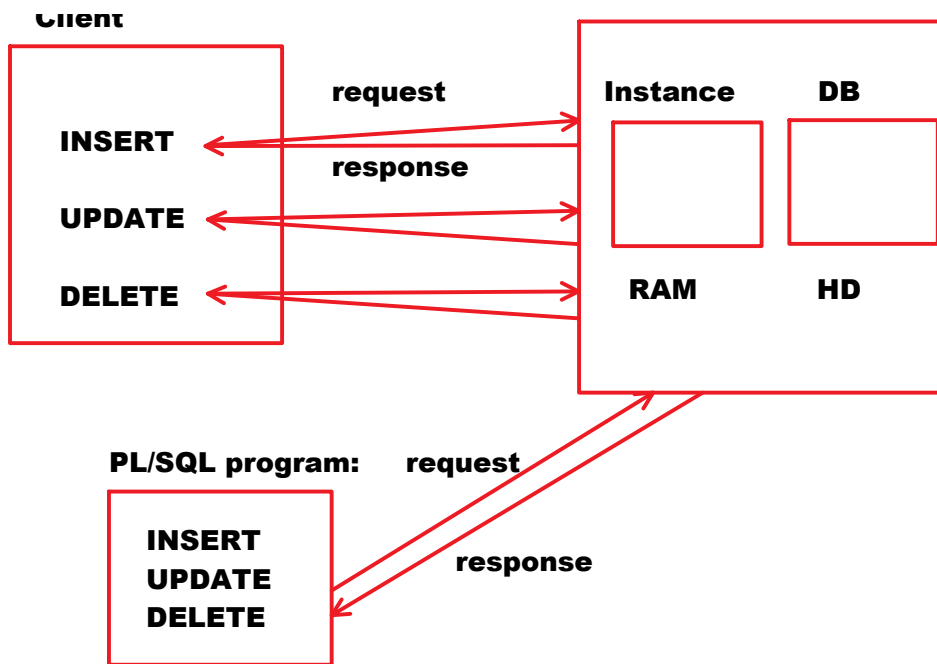 Client
request
Instance
DB
INSERT
response
UPDATE
DELETE
RAM
HD
PL/SQL program:
request
INSERT
UPDATE
DELETE
response